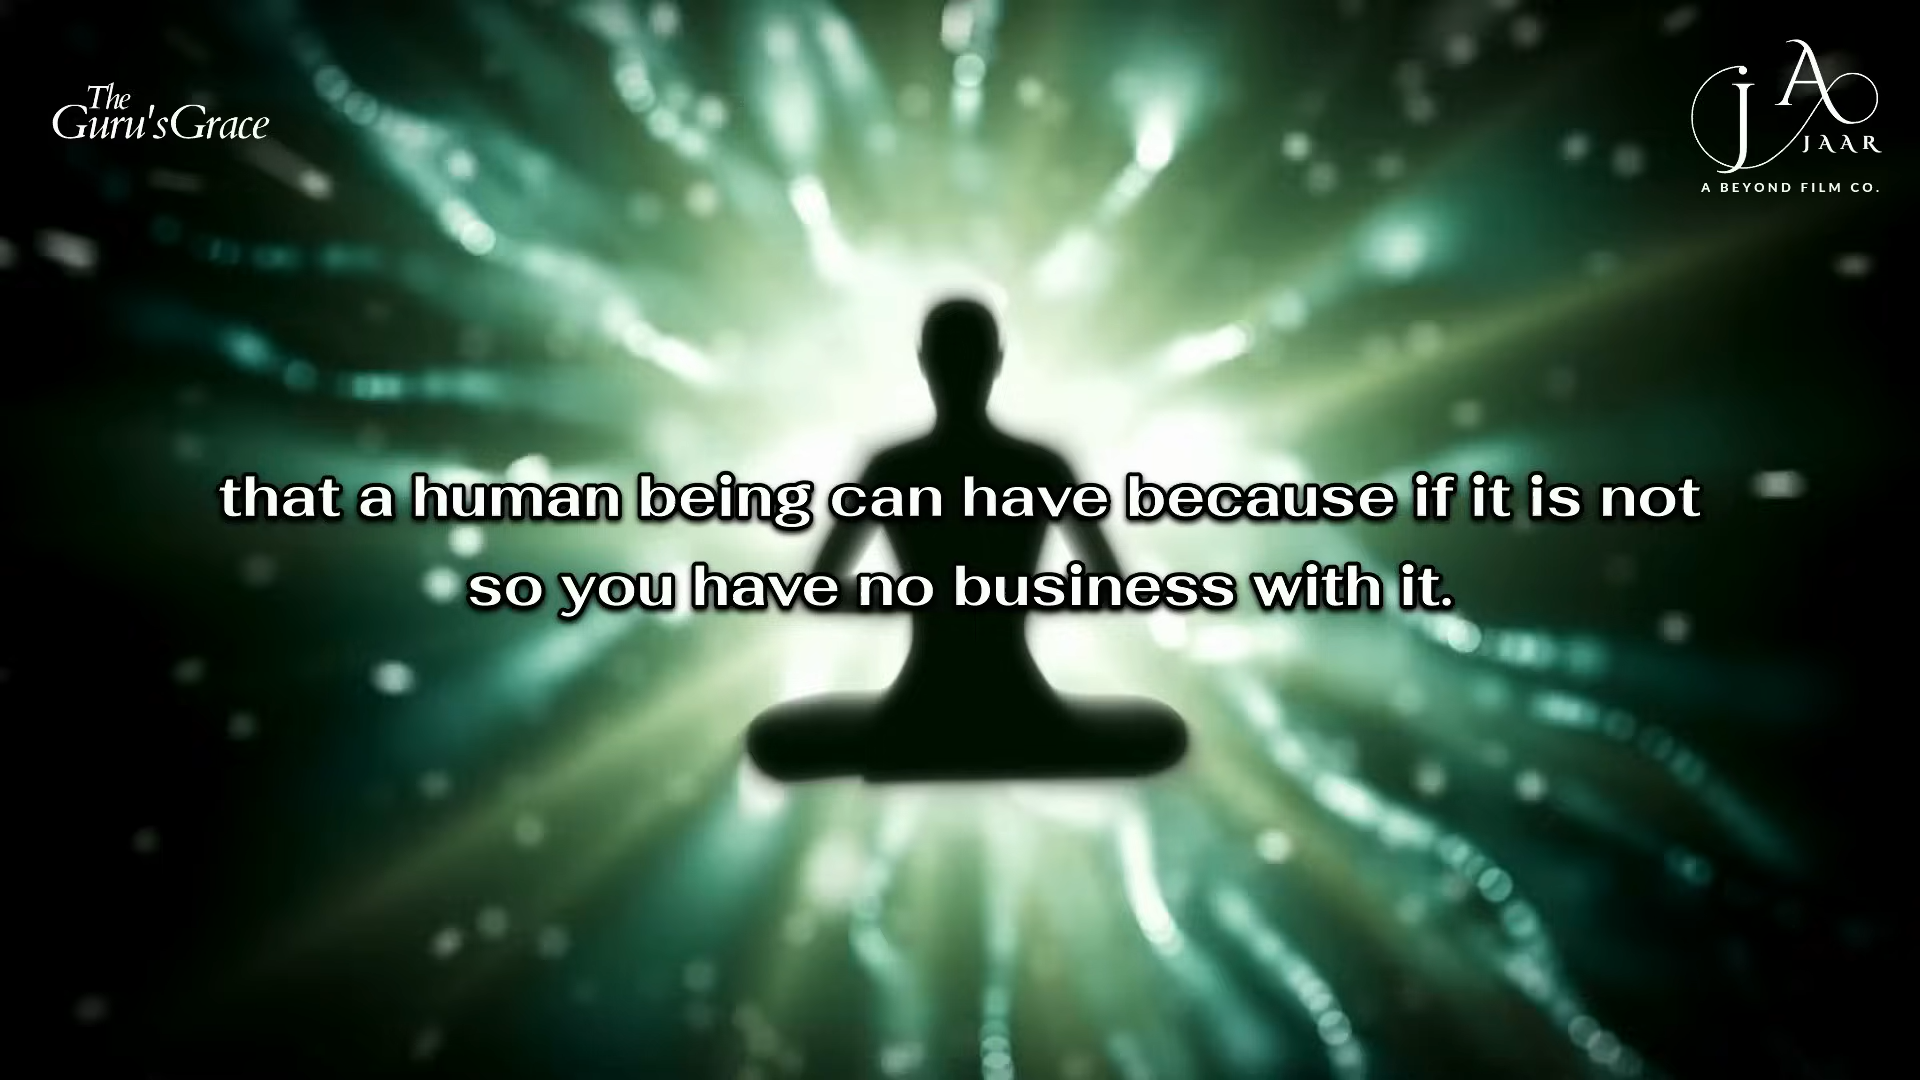 The
Guru'sGrace
JA
JAAR
A BEYOND FILM CO.
that a human being can have because if it is not
so you have no business with it.